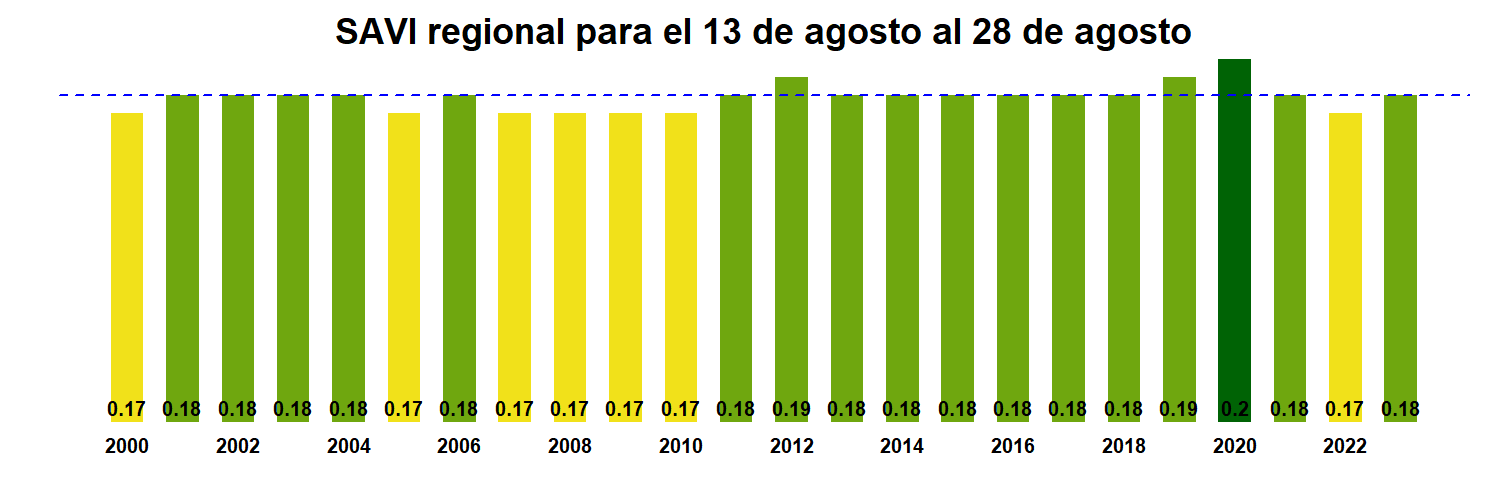 SAVI regional para el 13 de agosto al 28 de agosto
0.17 0.18 0.18 0.18 0.18 0.17 0.18 0.17 0.17 0.17 0.17 0.18 0.19 0.18 0.18 0.18 0.18 0.18 0.18 0.19 0.2 0.18 0.17 0.18
2000 2002 2004 2006 2008 2010 2012 2014 2016 2018 2020 2022